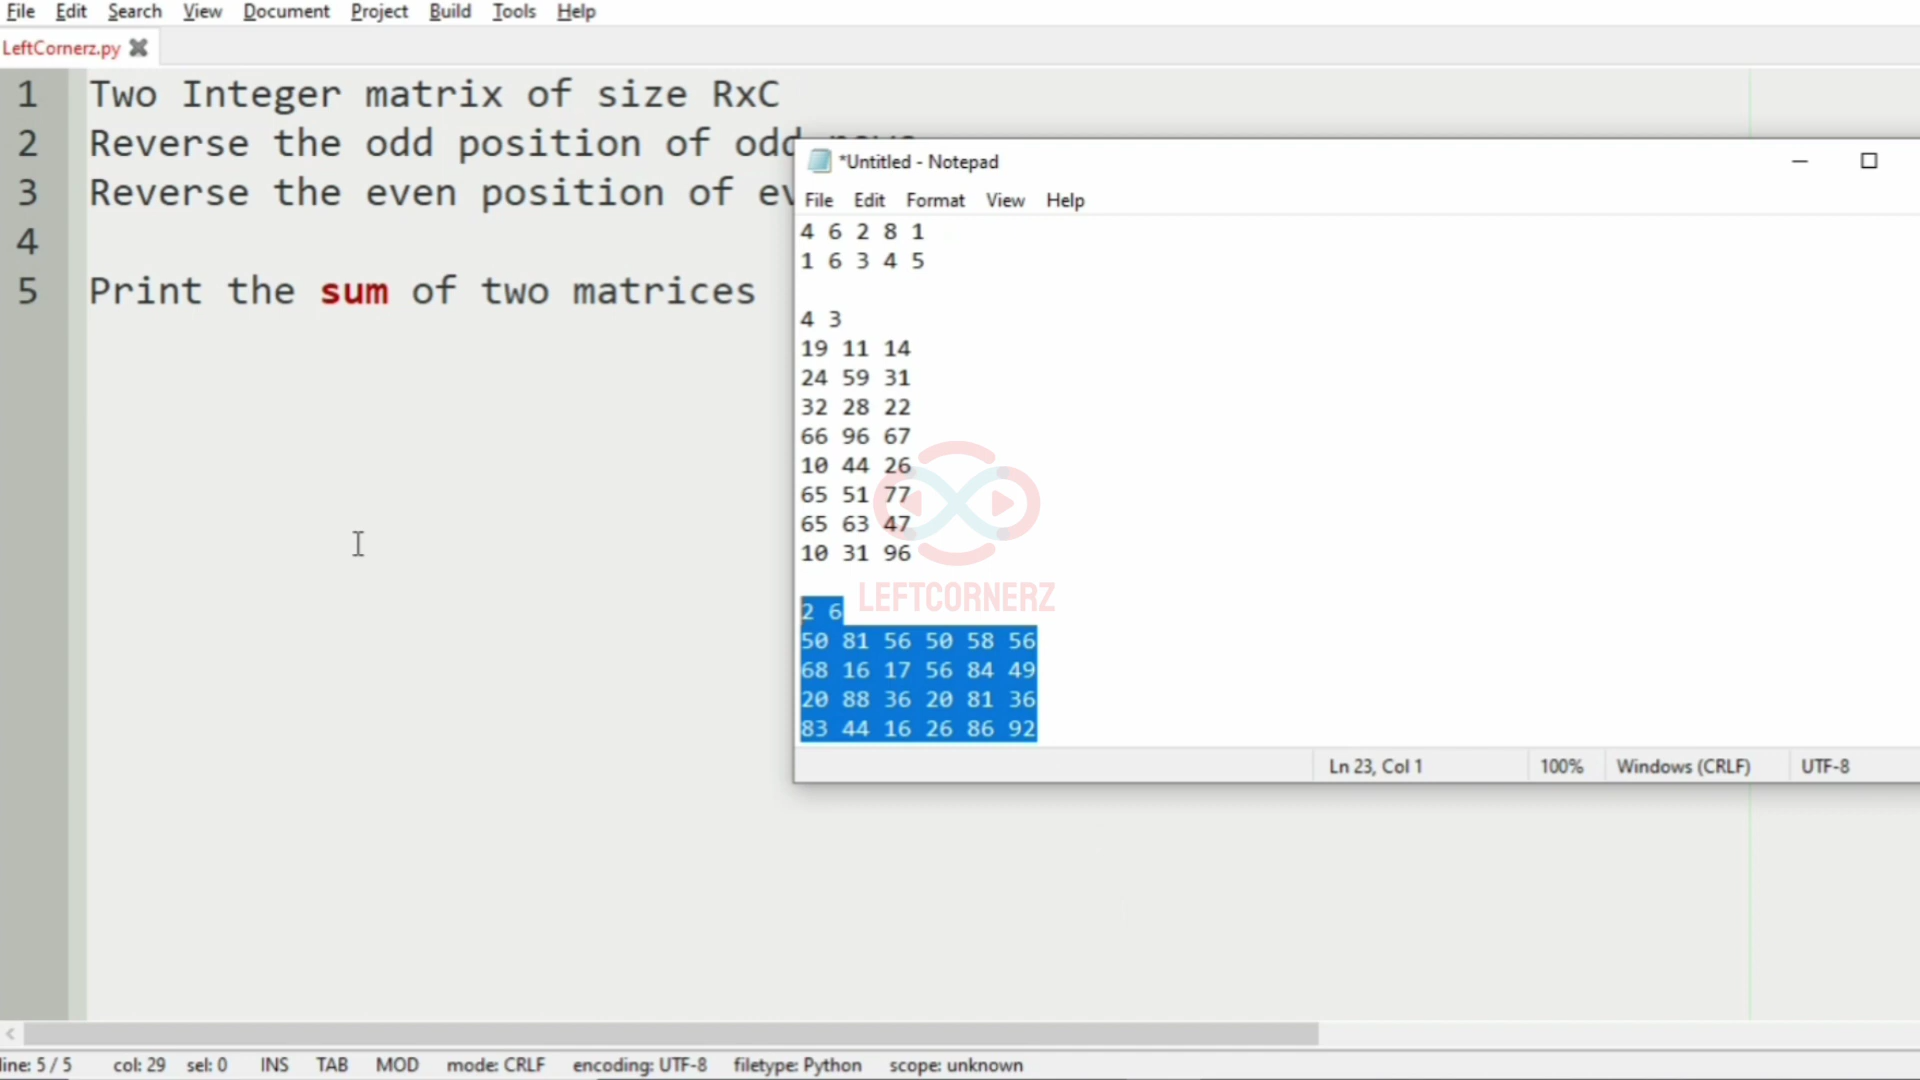 File Edit Search View Document Project Build Tools Help
LeftCornerz.py
1 Two Integer matrix of size RxC
2 Reverse the odd position of odd
3 Reverse the even position of ev
4
5 Print the sum of two matrices
*Untitled - Notepad
File Edit Format View Help
4 6 2 8 1
1 6 3 4 5
4 3
19 11 14
24 59 31
32 28 22
66 96 67
10 44 26
65 51 77
65 63 47
10 31 96
LEFTCORNERZ
2 6
50 81 56 50 58 56
68 16 17 56 84 49
20 88 36 20 81 36
83 44 16 26 86 92
Ln 23, Col 1 100% Windows (CRLF) UTF-8
line: 5 / 5 col: 29 sel: 0 INS TAB MOD mode: CRLF encoding: UTF-8 filetype: Python scope: unknown